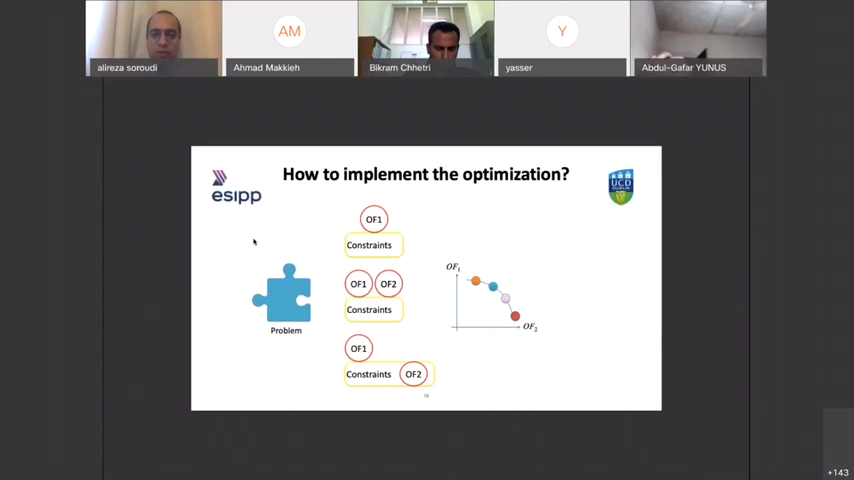 AM
Y
alireza soroudi
Ahmad Makkieh
Bikram Chhetri
yasser
Abdul-Gafar YUNUS
How to implement the optimization?
esipp
UCD
OF1
Constraints
OF1 OF2
Constraints
OF1
Constraints OF2
Problem
OF₁
OF₂
+143